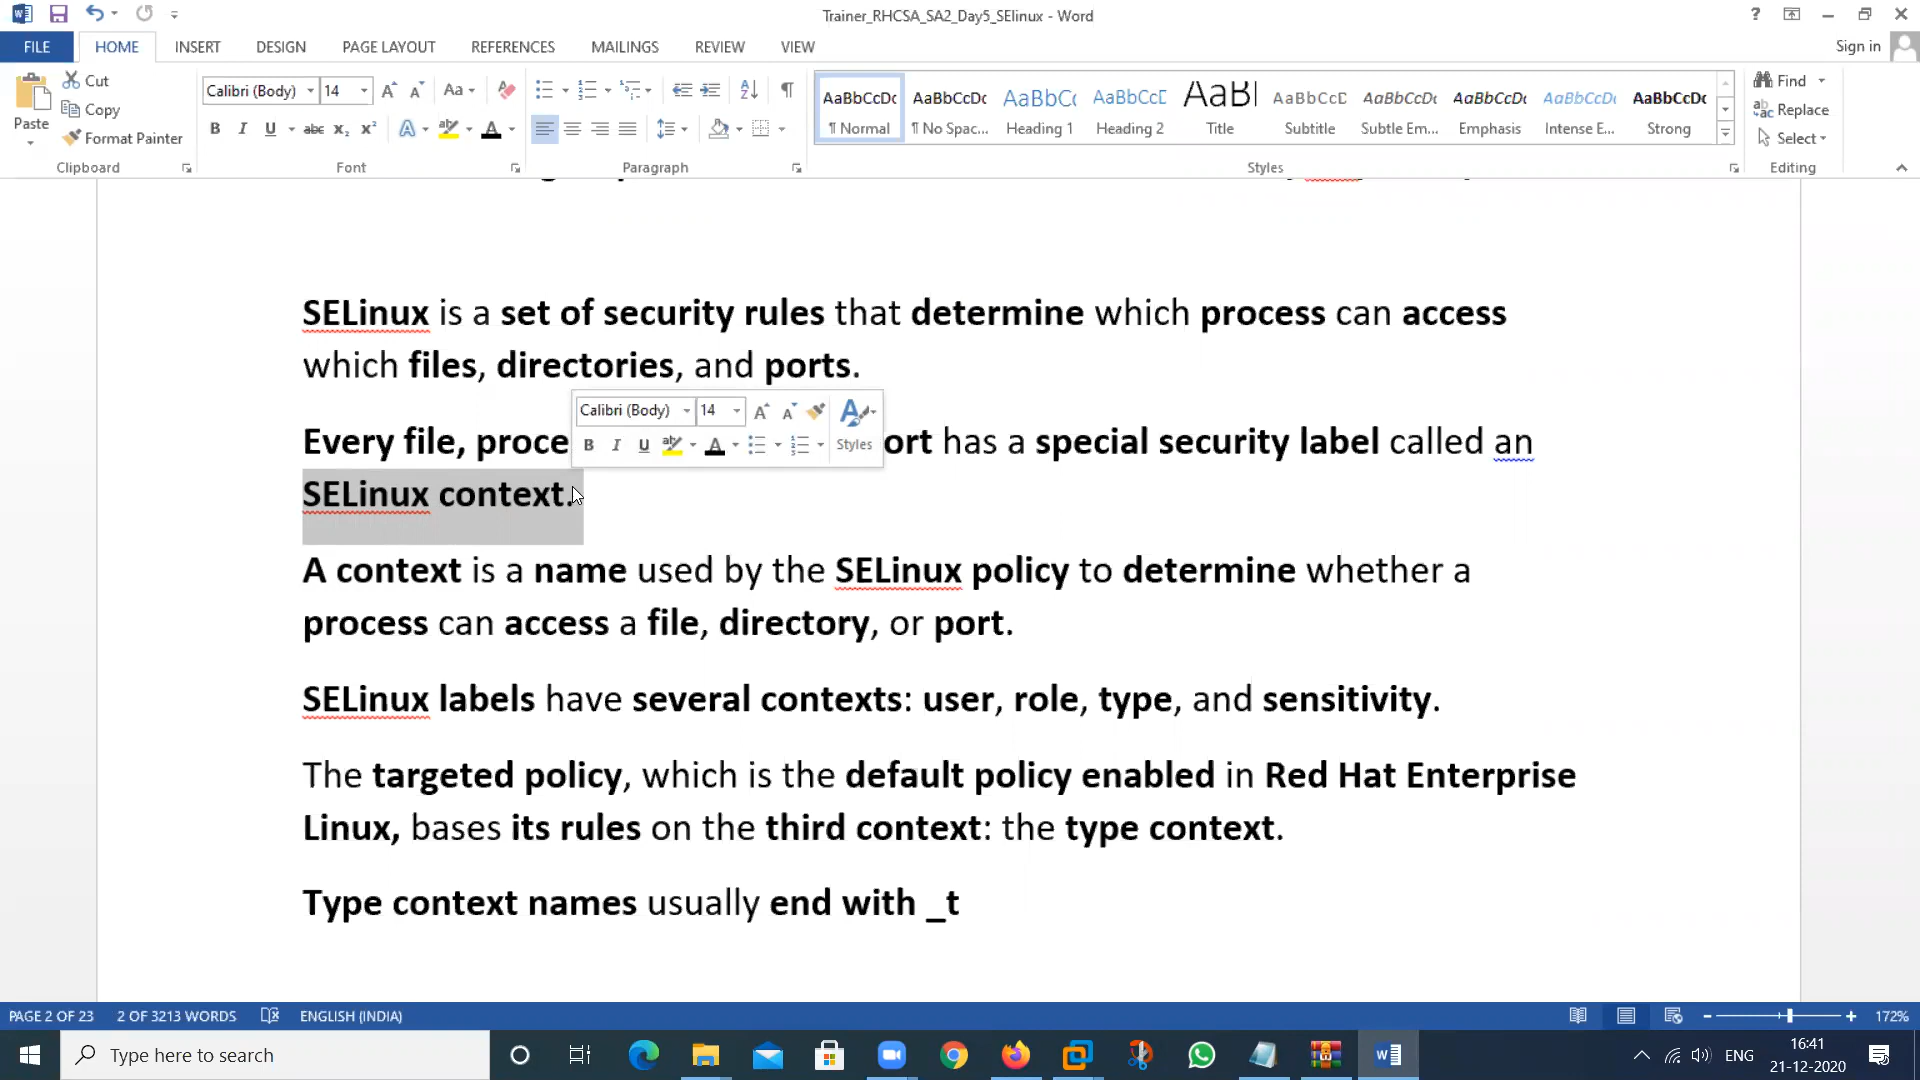 Trainer_RHCSA_SA2_Day5_SElinux - Word
?
FILE HOME INSERT DESIGN PAGE LAYOUT REFERENCES MAILINGS REVIEW VIEW Sign in
Paste Cut Copy Format Painter
Clipboard
Calibri (Body) 14 Aa
B I U abc x₂ x² A A
Font
Paragraph
AaBbCcDc AaBbCcDc AaBbCc AaBbCcD AaBl AaBbCcD AaBbCcDc AaBbCcDc AaBbCcDc AaBbCcDc
¶ Normal ¶ No Spac... Heading 1 Heading 2 Title Subtitle Subtle Em... Emphasis Intense E... Strong
Styles
Find
Replace
Select
Editing
SELinux is a set of security rules that determine which process can access
which files, directories, and ports.
Calibri (Body) 14
B I U A Styles
Every file, proce ort has a special security label called an
SELinux context.
A context is a name used by the SELinux policy to determine whether a
process can access a file, directory, or port.
SELinux labels have several contexts: user, role, type, and sensitivity.
The targeted policy, which is the default policy enabled in Red Hat Enterprise
Linux, bases its rules on the third context: the type context.
Type context names usually end with _t
PAGE 2 OF 23 2 OF 3213 WORDS ENGLISH (INDIA) 172%
Type here to search
ENG
16:41
21-12-2020